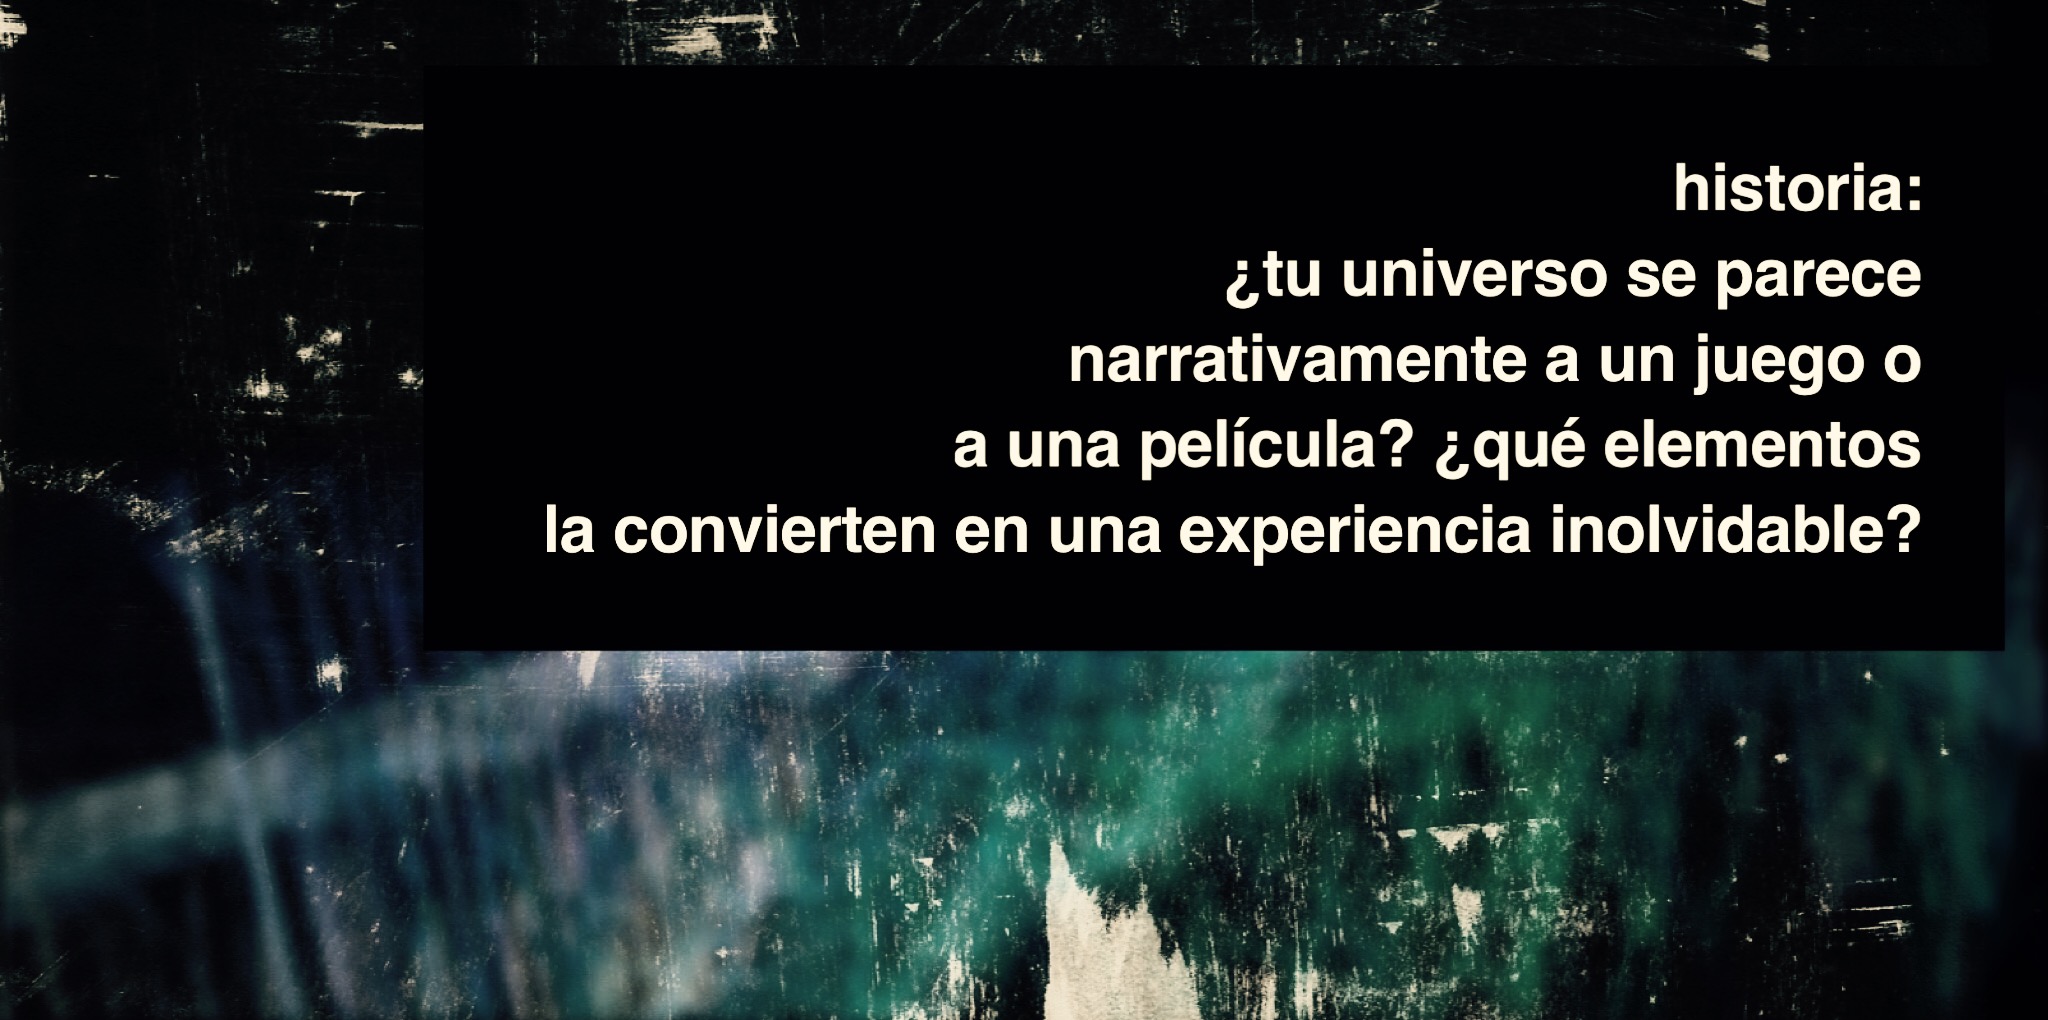 historia:
¿tu universo se parece
narrativamente a un juego o
a una película? ¿qué elementos
la convierten en una experiencia inolvidable?